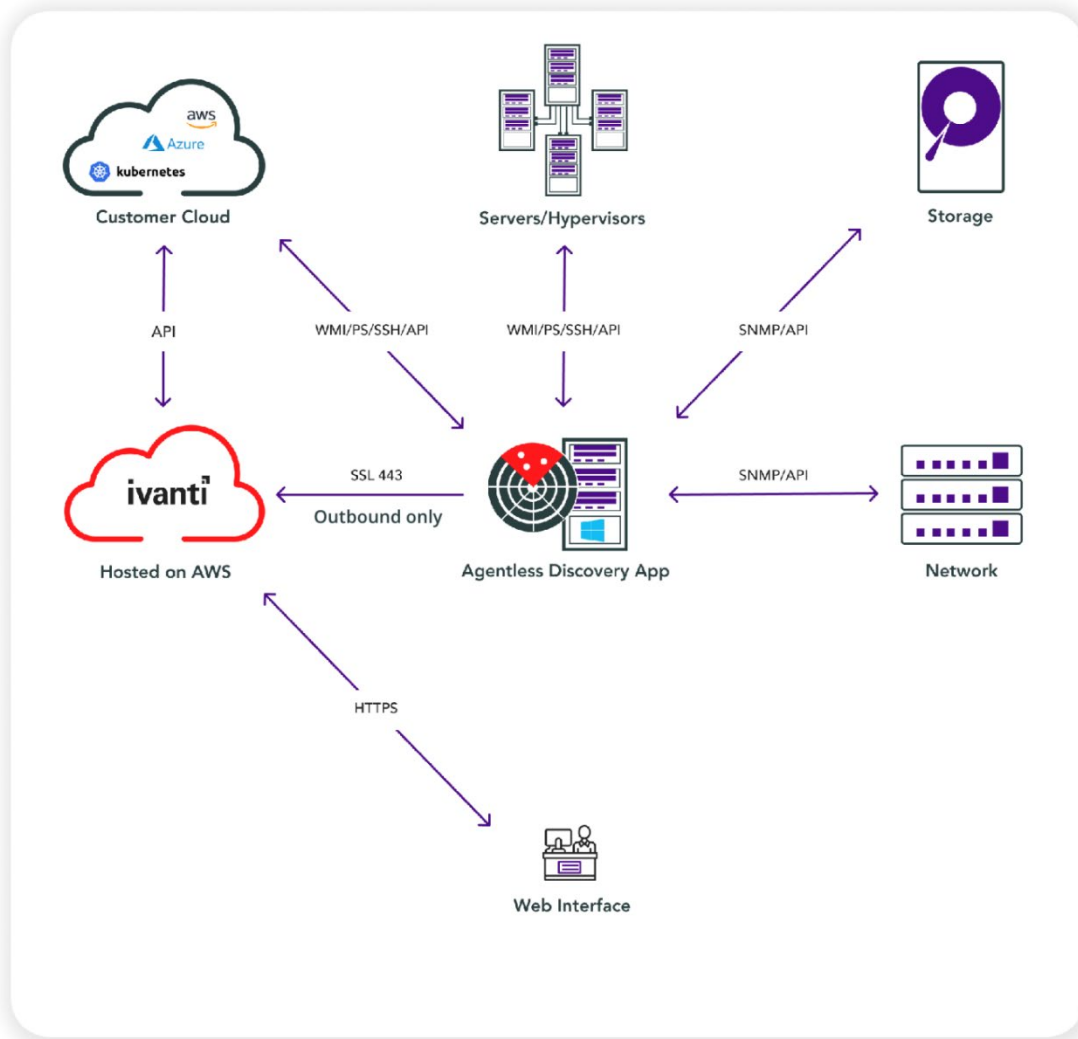 aws
Azure
kubernetes
Customer Cloud
Servers/Hypervisors
Storage
API
WMI/PS/SSH/API
WMI/PS/SSH/API
SNMP/API
ivanti
SSL 443
Outbound only
SNMP/API
Hosted on AWS
Agentless Discovery App
Network
HTTPS
Web Interface